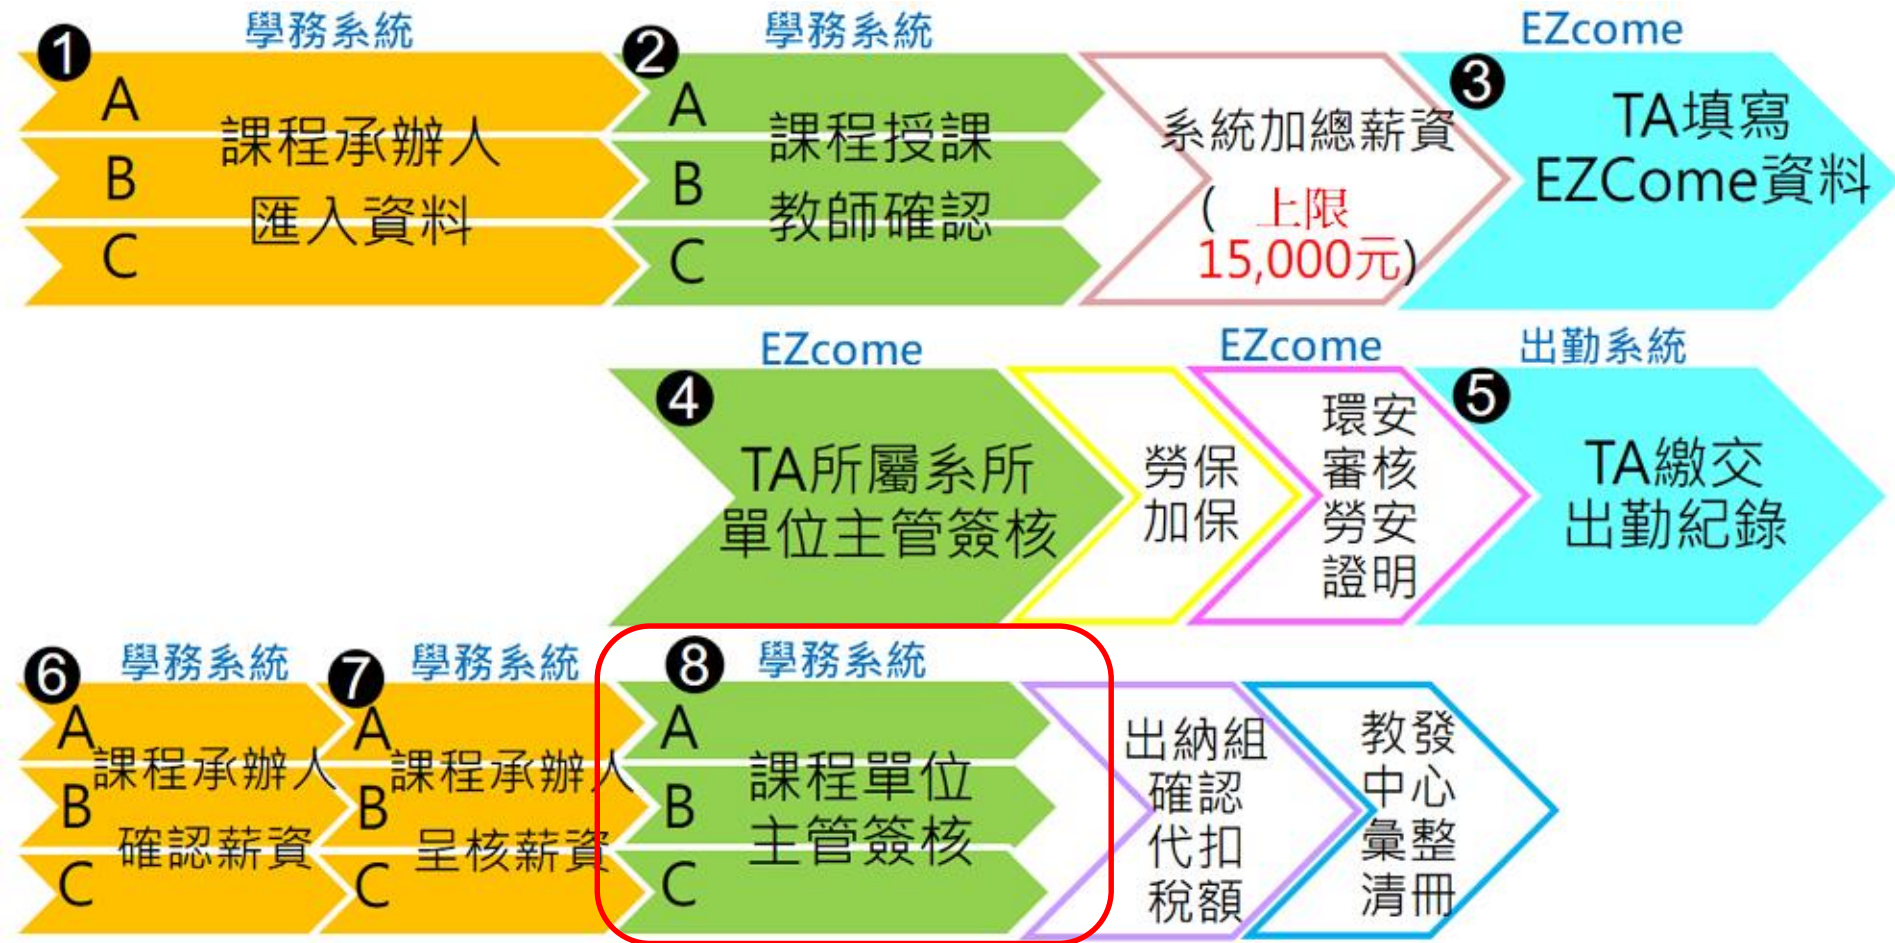 學務系統
1
A
B
C
課程承辦人
匯入資料
學務系統
2
A
B
C
課程授課
教師確認
系統加總薪資
( 上限
15,000元)
EZcome
3
TA填寫
EZCome資料
EZcome
4
TA所屬系所
單位主管簽核
勞保
加保
EZcome
環安
審核
勞安
證明
出勤系統
5
TA繳交
出勤紀錄
學務系統
6
A
B
C
課程承辦人
確認薪資
學務系統
7
A
B
C
課程承辦人
呈核薪資
學務系統
8
A
B
C
課程單位
主管簽核
出納組
確認
代扣
稅額
教發
中心
彙整
清冊